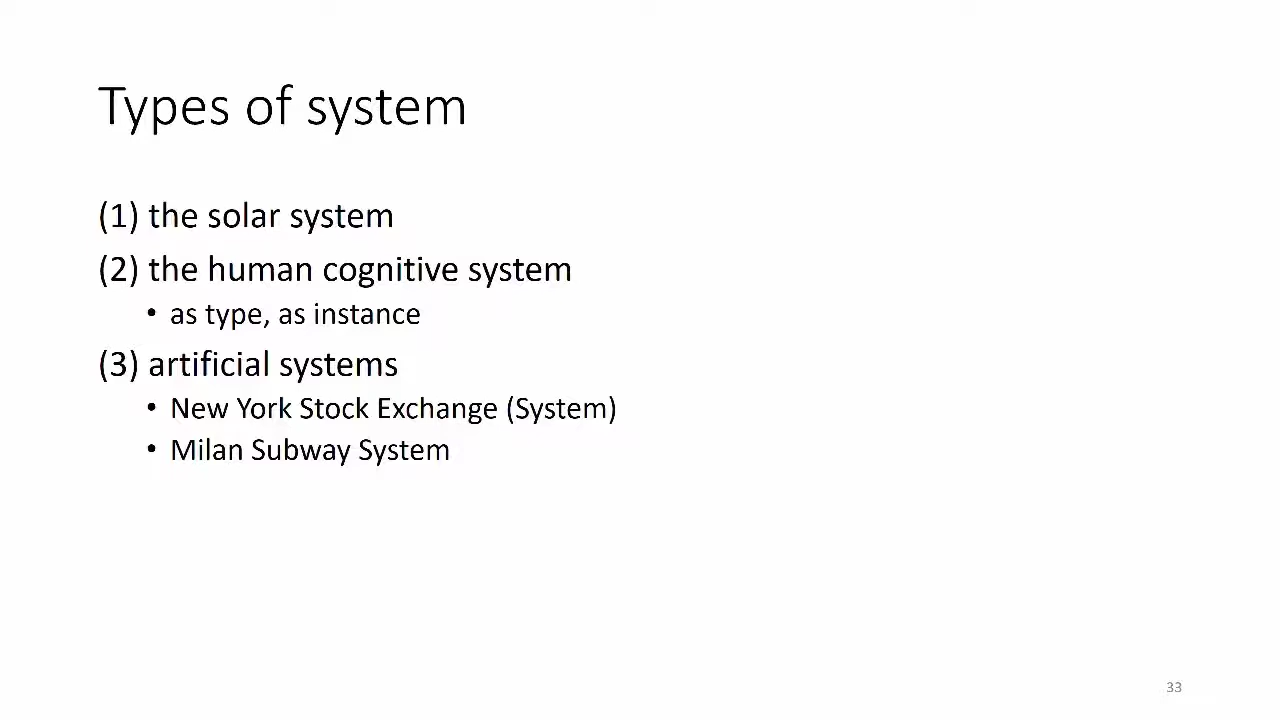 Types of system
(1) the solar system
(2) the human cognitive system
• as type, as instance
(3) artificial systems
• New York Stock Exchange (System)
• Milan Subway System
33